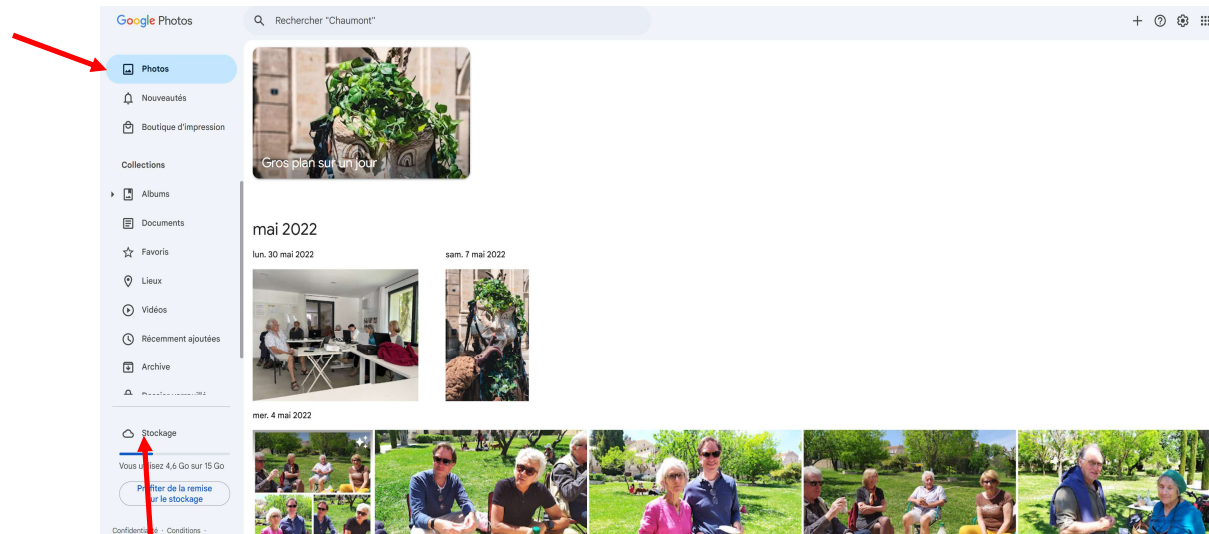 Google Photos
Rechercher "Chaumont"
Photos
Nouveautés
Boutique d'impression
Collections
Albums
Documents
Favoris
Lieux
Vidéos
Récemment ajoutées
Archive
Stockage
Vous utilisez 4,6 Go sur 15 Go
Profiter de la remise
sur le stockage
Confidentialité · Conditions ·
Gros plan sur un jour
mai 2022
lun. 30 mai 2022
sam. 7 mai 2022
mer. 4 mai 2022